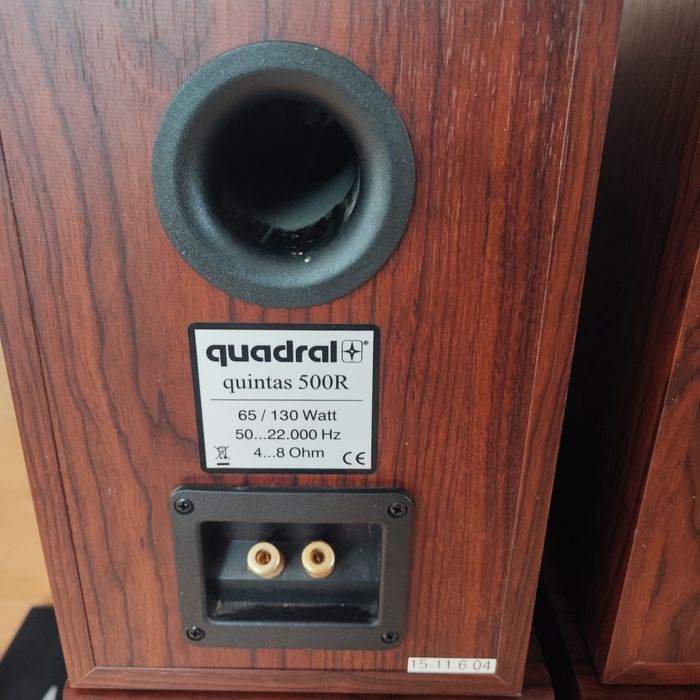 quadral®
quintas 500R
65 / 130 Watt
50...22.000 Hz
4...8 Ohm
CE
15-11 6 04